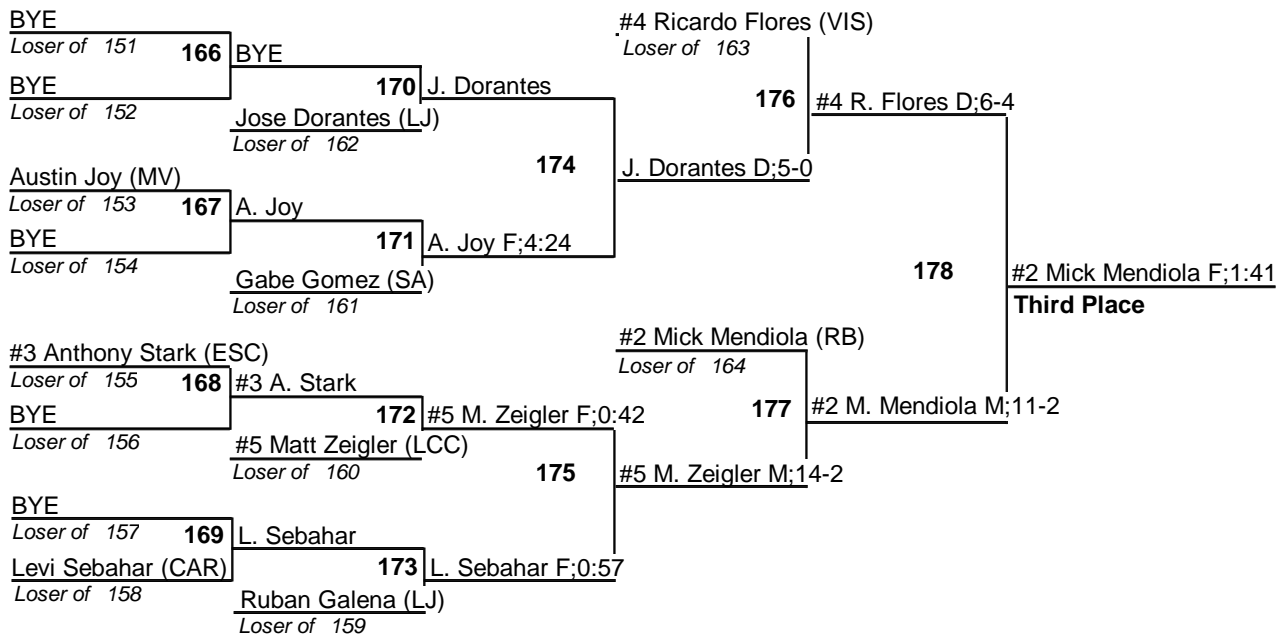 BYE
Loser of 151
166
BYE
BYE
Loser of 152
170
J. Dorantes
Jose Dorantes (LJ)
Loser of 162
Austin Joy (MV)
Loser of 153
167
A. Joy
BYE
Loser of 154
171
A. Joy F;4:24
Gabe Gomez (SA)
Loser of 161
174
J. Dorantes D;5-0
#4 Ricardo Flores (VIS)
Loser of 163
176
#4 R. Flores D;6-4
#3 Anthony Stark (ESC)
Loser of 155
168
#3 A. Stark
BYE
Loser of 156
172
#5 M. Zeigler F;0:42
#5 Matt Zeigler (LCC)
Loser of 160
BYE
Loser of 157
169
L. Sebahar
Levi Sebahar (CAR)
Loser of 158
173
L. Sebahar F;0:57
Ruban Galena (LJ)
Loser of 159
175
#5 M. Zeigler M;14-2
#2 Mick Mendiola (RB)
Loser of 164
177
#2 M. Mendiola M;11-2
178
#2 Mick Mendiola F;1:41
Third Place